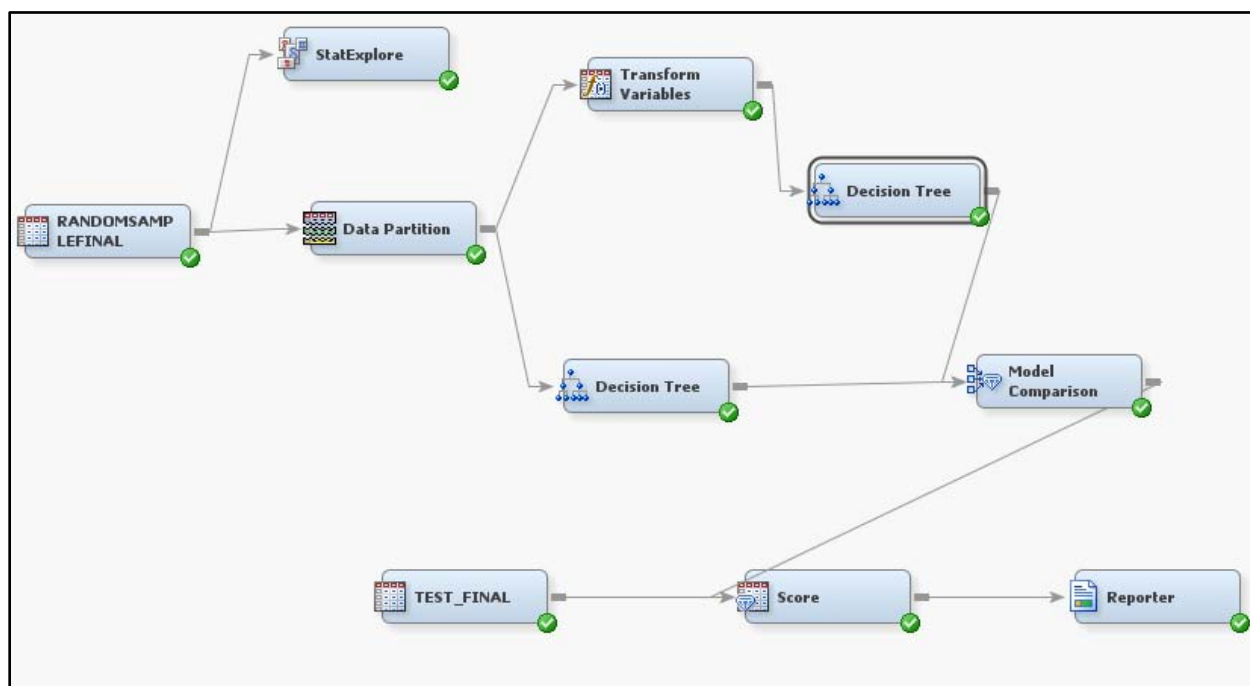 StatExplore
Transform
Variables
Decision Tree
RANDOMSAMP
LEFINAL
Data Partition
Decision Tree
Model
Comparison
TEST_FINAL
Score
Reporter